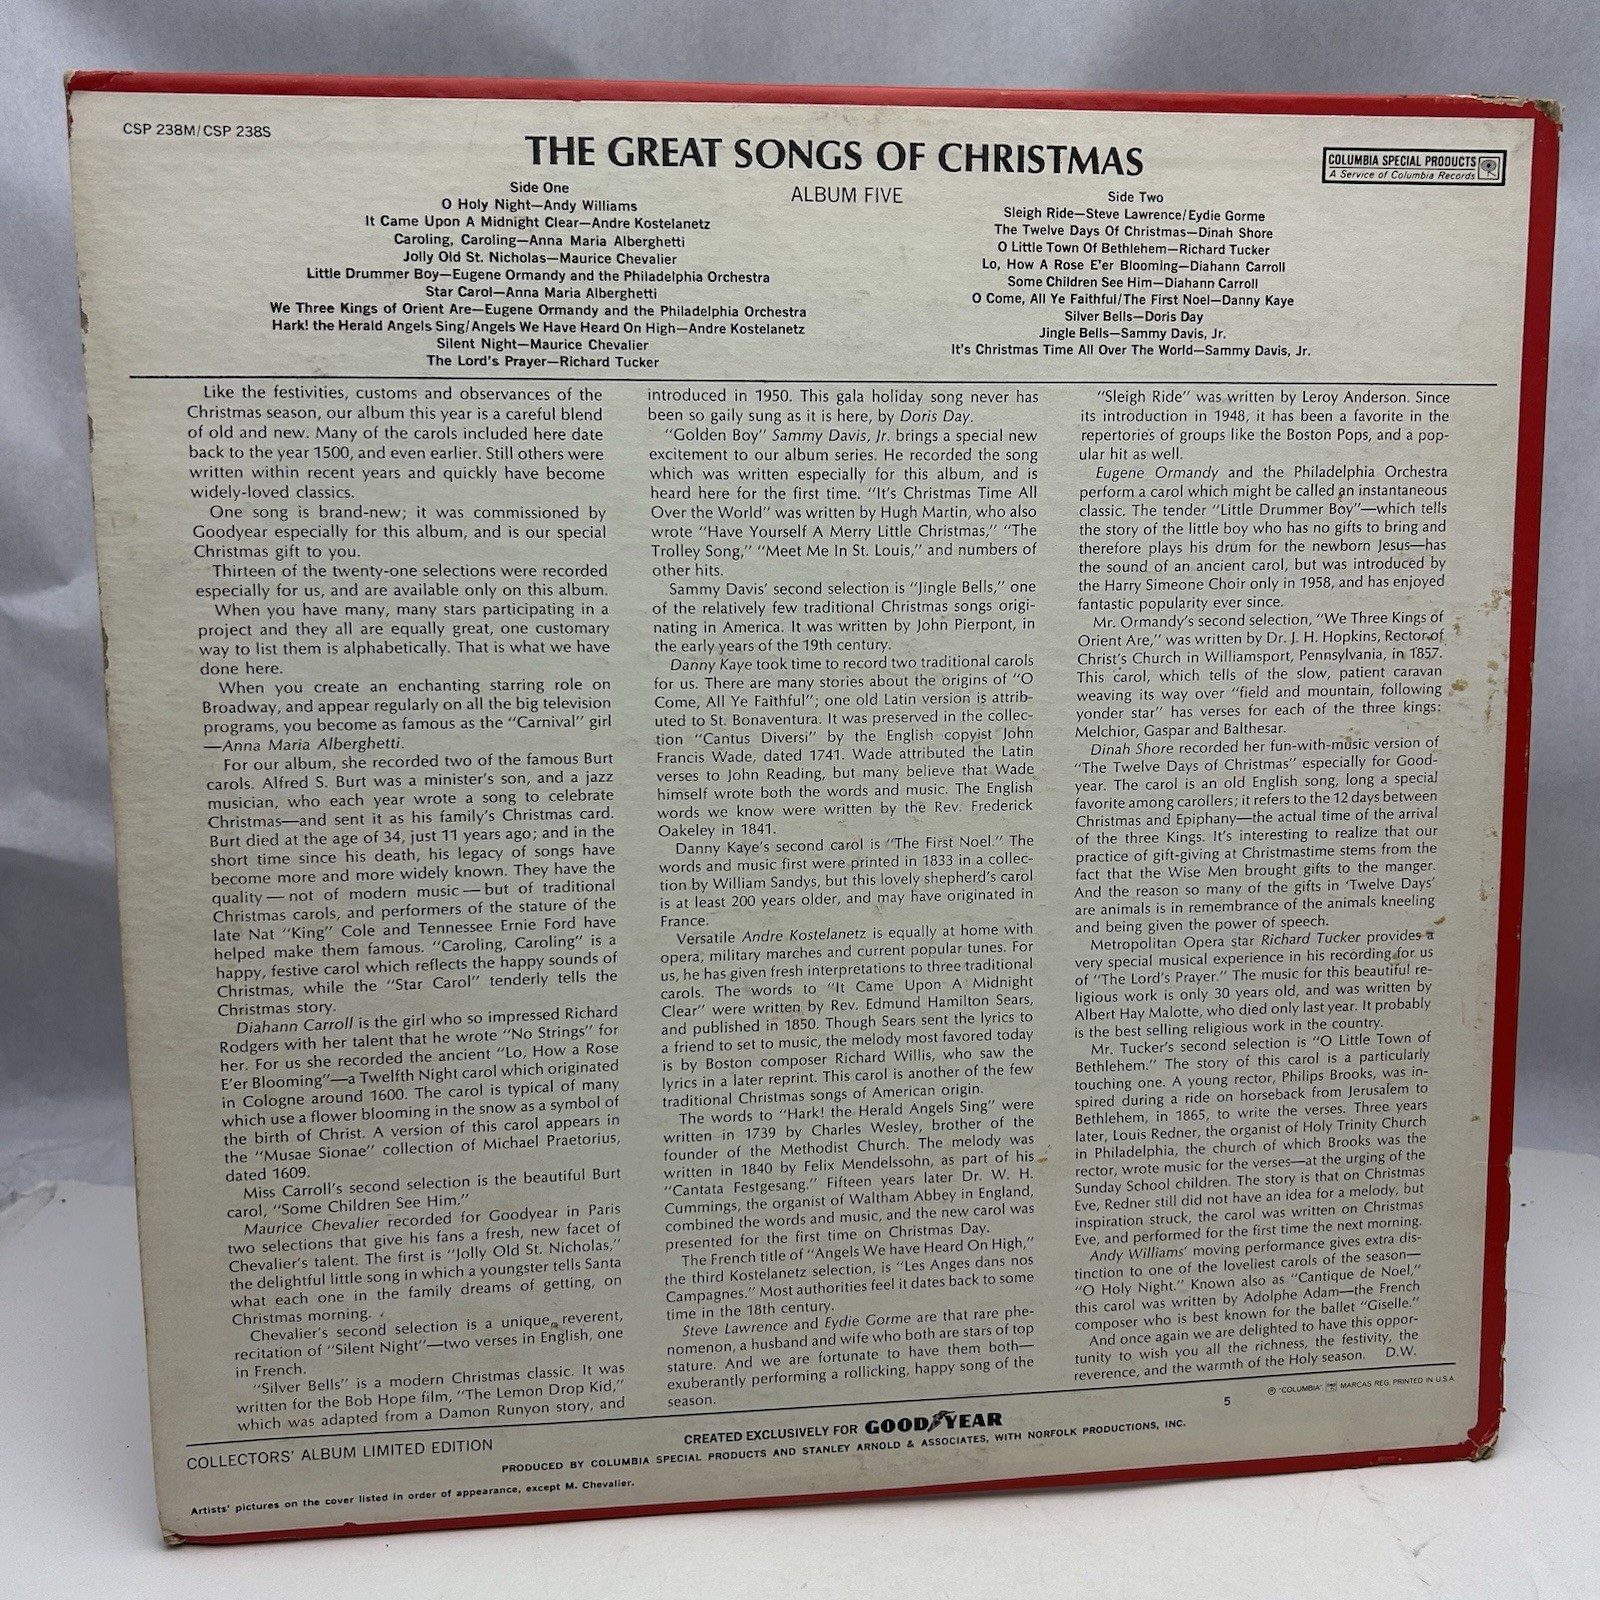 CSP 238M/CSP 238S
THE GREAT SONGS OF CHRISTMAS
ALBUM FIVE
COLUMBIA SPECIAL PRODUCTS
A Service of Columbia Records
Side One
O Holy Night—Andy Williams
It Came Upon A Midnight Clear—Andre Kostelanetz
Caroling, Caroling—Anna Maria Alberghetti
Jolly Old St. Nicholas—Maurice Chevalier
Little Drummer Boy—Eugene Ormandy and the Philadelphia Orchestra
Star Carol—Anna Maria Alberghetti
We Three Kings of Orient Are—Eugene Ormandy and the Philadelphia Orchestra
Hark! the Herald Angels Sing/Angels We Have Heard On High—Andre Kostelanetz
Silent Night—Maurice Chevalier
The Lord's Prayer—Richard Tucker
Side Two
Sleigh Ride—Steve Lawrence/Eydie Gorme
The Twelve Days Of Christmas—Dinah Shore
O Little Town Of Bethlehem—Richard Tucker
Lo, How A Rose E'er Blooming—Diahann Carroll
Some Children See Him—Diahann Carroll
O Come, All Ye Faithful/The First Noel—Danny Kaye
Silver Bells—Doris Day
Jingle Bells—Sammy Davis, Jr.
It's Christmas Time All Over The World—Sammy Davis, Jr.
Like the festivities, customs and observances of the
Christmas season, our album this year is a careful blend
of old and new. Many of the carols included here date
back to the year 1500, and even earlier. Still others were
written within recent years and quickly have become
widely-loved classics.
One song is brand-new; it was commissioned by
Goodyear especially for this album, and is our special
Christmas gift to you.
Thirteen of the twenty-one selections were recorded
especially for us, and are available only on this album.
When you have many, many stars participating in a
project and they all are equally great, one customary
way to list them is alphabetically. That is what we have
done here.
When you create an enchanting starring role on
Broadway, and appear regularly on all the big television
programs, you become as famous as the "Carnival" girl
—Anna Maria Alberghetti.
For our album, she recorded two of the famous Burt
carols. Alfred S. Burt was a minister's son, and a jazz
musician, who each year wrote a song to celebrate
Christmas—and sent it as his family's Christmas card.
Burt died at the age of 34, just 11 years ago; and in the
short time since his death, his legacy of songs have
become more and more widely known. They have the
quality — not of modern music — but of traditional
Christmas carols, and performers of the stature of the
late Nat "King" Cole and Tennessee Ernie Ford have
helped make them famous. "Caroling, Caroling" is a
happy, festive carol which reflects the happy sounds of
Christmas, while the "Star Carol" tenderly tells the
Christmas story.
Diahann Carroll is the girl who so impressed Richard
Rodgers with her talent that he wrote "No Strings" for
her. For us she recorded the ancient "Lo, How a Rose
E'er Blooming"—a Twelfth Night carol which originated
in Cologne around 1600. The carol is typical of many
which use a flower blooming in the snow as a symbol of
the birth of Christ. A version of this carol appears in
the "Musae Sionae" collection of Michael Praetorius,
dated 1609.
Miss Carroll's second selection is the beautiful Burt
carol, "Some Children See Him."
Maurice Chevalier recorded for Goodyear in Paris
two selections that give his fans a fresh, new facet of
Chevalier's talent. The first is "Jolly Old St. Nicholas,"
the delightful little song in which a youngster tells Santa
what each one in the family dreams of getting, on
Christmas morning.
Chevalier's second selection is a unique, reverent,
recitation of "Silent Night"—two verses in English, one
in French.
"Silver Bells" is a modern Christmas classic. It was
written for the Bob Hope film, "The Lemon Drop Kid,"
which was adapted from a Damon Runyon story, and
introduced in 1950. This gala holiday song never has
been so gaily sung as it is here, by Doris Day.
"Golden Boy" Sammy Davis, Jr. brings a special new
excitement to our album series. He recorded the song
which was written especially for this album, and is
heard here for the first time. "It's Christmas Time All
Over the World" was written by Hugh Martin, who also
wrote "Have Yourself A Merry Little Christmas," "The
Trolley Song," "Meet Me In St. Louis," and numbers of
other hits.
Sammy Davis' second selection is "Jingle Bells," one
of the relatively few traditional Christmas songs origi-
nating in America. It was written by John Pierpont, in
the early years of the 19th century.
Danny Kaye took time to record two traditional carols
for us. There are many stories about the origins of "O
Come, All Ye Faithful"; one old Latin version is attrib-
uted to St. Bonaventura. It was preserved in the collec-
tion "Cantus Diversi" by the English copyist John
Francis Wade, dated 1741. Wade attributed the Latin
verses to John Reading, but many believe that Wade
himself wrote both the words and music. The English
words we know were written by the Rev. Frederick
Oakeley in 1841.
Danny Kaye's second carol is "The First Noel." The
words and music first were printed in 1833 in a collec-
tion by William Sandys, but this lovely shepherd's carol
is at least 200 years older, and may have originated in
France.
Versatile Andre Kostelanetz is equally at home with
opera, military marches and current popular tunes. For
us, he has given fresh interpretations to three traditional
carols. The words to "It Came Upon A Midnight
Clear" were written by Rev. Edmund Hamilton Sears,
and published in 1850. Though Sears sent the lyrics to
a friend to set to music, the melody most favored today
is by Boston composer Richard Willis, who saw the
lyrics in a later reprint. This carol is another of the few
traditional Christmas songs of American origin.
The words to "Hark! the Herald Angels Sing" were
written in 1739 by Charles Wesley, brother of the
founder of the Methodist Church. The melody was
written in 1840 by Felix Mendelssohn, as part of his
"Cantata Festgesang." Fifteen years later Dr. W. H.
Cummings, the organist of Waltham Abbey in England,
combined the words and music, and the new carol was
presented for the first time on Christmas Day.
The French title of "Angels We have Heard On High,"
the third Kostelanetz selection, is "Les Anges dans nos
Campagnes." Most authorities feel it dates back to some
time in the 18th century.
Steve Lawrence and Eydie Gorme are that rare phe-
nomenon, a husband and wife who both are stars of top
stature. And we are fortunate to have them both—
exuberantly performing a rollicking, happy song of the
season.
"Sleigh Ride" was written by Leroy Anderson. Since
its introduction in 1948, it has been a favorite in the
repertories of groups like the Boston Pops, and a pop-
ular hit as well.
Eugene Ormandy and the Philadelphia Orchestra
perform a carol which might be called an instantaneous
classic. The tender "Little Drummer Boy"—which tells
the story of the little boy who has no gifts to bring and
therefore plays his drum for the newborn Jesus—has
the sound of an ancient carol, but was introduced by
the Harry Simeone Choir only in 1958, and has enjoyed
fantastic popularity ever since.
Mr. Ormandy's second selection, "We Three Kings of
Orient Are," was written by Dr. J. H. Hopkins, Rector of
Christ's Church in Williamsport, Pennsylvania, in 1857.
This carol, which tells of the slow, patient caravan
weaving its way over "field and mountain, following
yonder star" has verses for each of the three kings:
Melchior, Gaspar and Balthesar.
Dinah Shore recorded her fun-with-music version of
"The Twelve Days of Christmas" especially for Good-
year. The carol is an old English song, long a special
favorite among carollers; it refers to the 12 days between
Christmas and Epiphany—the actual time of the arrival
of the three Kings. It's interesting to realize that our
practice of gift-giving at Christmastime stems from the
fact that the Wise Men brought gifts to the manger.
And the reason so many of the gifts in 'Twelve Days'
are animals is in remembrance of the animals kneeling
and being given the power of speech.
Metropolitan Opera star Richard Tucker provides a
very special musical experience in his recording for us
of "The Lord's Prayer." The music for this beautiful re-
ligious work is only 30 years old, and was written by
Albert Hay Malotte, who died only last year. It probably
is the best selling religious work in the country.
Mr. Tucker's second selection is "O Little Town of
Bethlehem." The story of this carol is a particularly
touching one. A young rector, Philips Brooks, was in-
spired during a ride on horseback from Jerusalem to
Bethlehem, in 1865, to write the verses. Three years
later, Louis Redner, the organist of Holy Trinity Church
in Philadelphia, the church of which Brooks was the
rector, wrote music for the verses—at the urging of the
Sunday School children. The story is that on Christmas
Eve, Redner still did not have an idea for a melody, but
inspiration struck, the carol was written on Christmas
Eve, and performed for the first time the next morning.
Andy Williams' moving performance gives extra dis-
tinction to one of the loveliest carols of the season—
"O Holy Night." Known also as "Cantique de Noel,"
this carol was written by Adolphe Adam—the French
composer who is best known for the ballet "Giselle."
And once again we are delighted to have this oppor-
tunity to wish you all the richness, the festivity, the
reverence, and the warmth of the Holy season. D.W.
COLLECTORS' ALBUM LIMITED EDITION
CREATED EXCLUSIVELY FOR GOODYEAR
PRODUCED BY COLUMBIA SPECIAL PRODUCTS AND STANLEY ARNOLD & ASSOCIATES, WITH NORFOLK PRODUCTIONS, INC.
5
® "COLUMBIA" MARCAS REG. PRINTED IN U.S.A
Artists' pictures on the cover listed in order of appearance, except M. Chevalier.